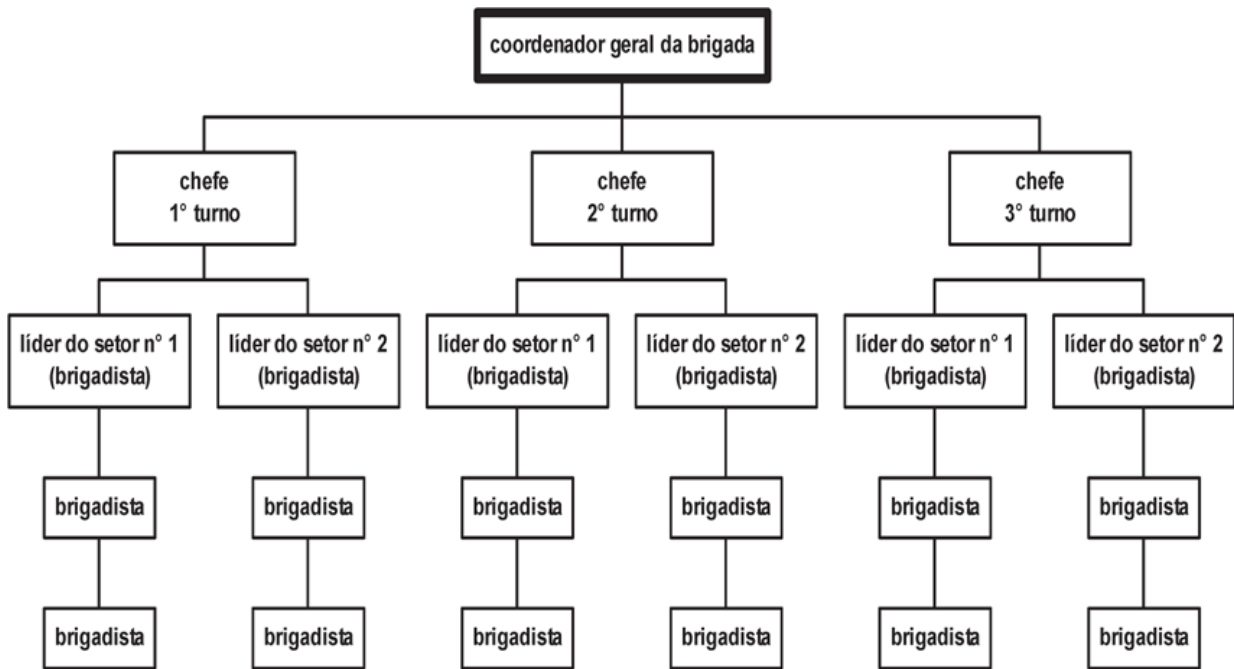 coordenador geral da brigada
chefe
1° turno
chefe
2° turno
chefe
3° turno
líder do setor n° 1
(brigadista)
líder do setor n° 2
(brigadista)
líder do setor n° 1
(brigadista)
líder do setor n° 2
(brigadista)
líder do setor n° 1
(brigadista)
líder do setor n° 2
(brigadista)
brigadista
brigadista
brigadista
brigadista
brigadista
brigadista
brigadista
brigadista
brigadista
brigadista
brigadista
brigadista